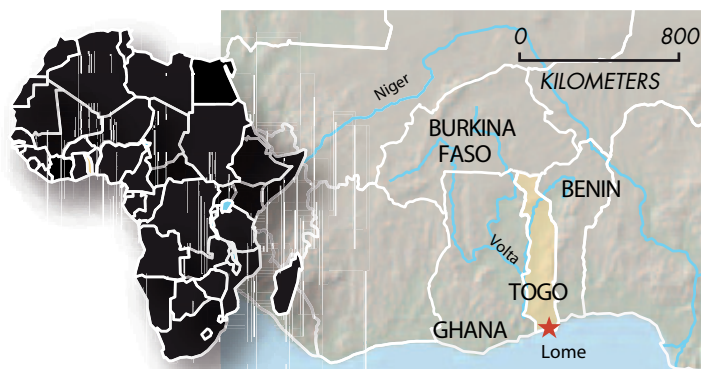 0 800
KILOMETERS
Niger
BURKINA
FASO
BENIN
Volta
TOGO
GHANA
Lome